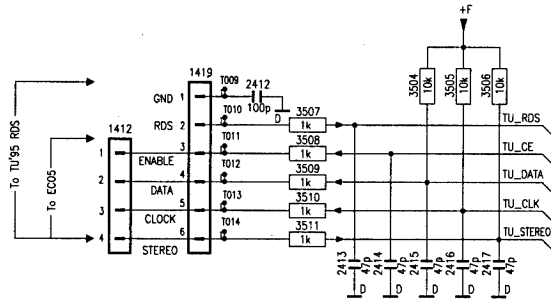 +F
3504 10k
3505 10k
3506 10k
1419
T009
2412
100p
D
GND 1
T010
3507
1k
TU_RDS
RDS 2
To TU'95 RDS
To ECO5
1412
T011
3508
1k
TU_CE
1
3
ENABLE
T012
3509
1k
TU_DATA
2
4
DATA
T013
3510
1k
TU_CLK
3
5
CLOCK
T014
3511
1k
TU_STEREO
4
6
STEREO
2413 47p
2414 47p
2415 47p
2416 47p
2417 47p
D
D
D
D
D